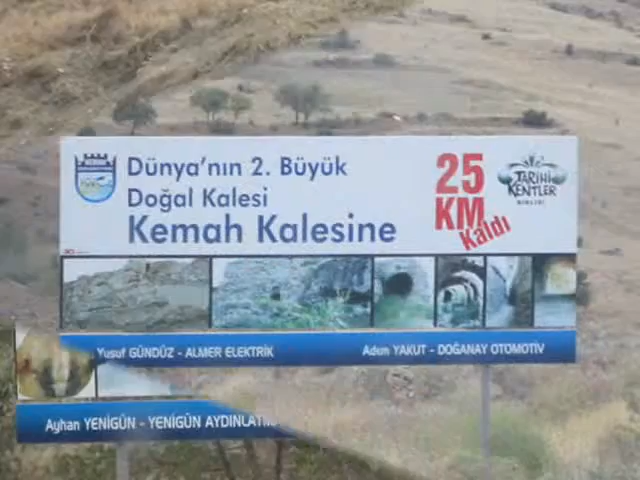 Dünya'nın 2. Büyük
Doğal Kalesi
Kemah Kalesine
25
KM
Kaldı
TARİHİ
KENTLER
BİRLİĞİ
Yusuf GÜNDÜZ - ALMER ELEKTRİK
Adun YAKUT - DOĞANAY OTOMOTİV
Ayhan YENİGÜN - YENİGÜN AYDINLATMA